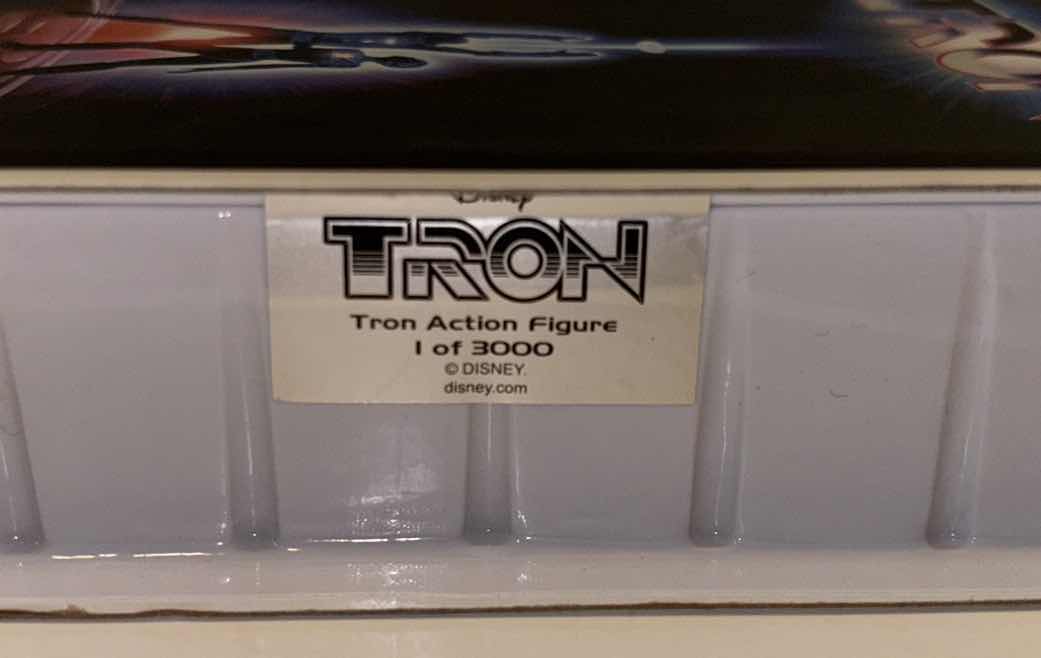 Disney
TRON
Tron Action Figure
1 of 3000
© DISNEY.
disney.com